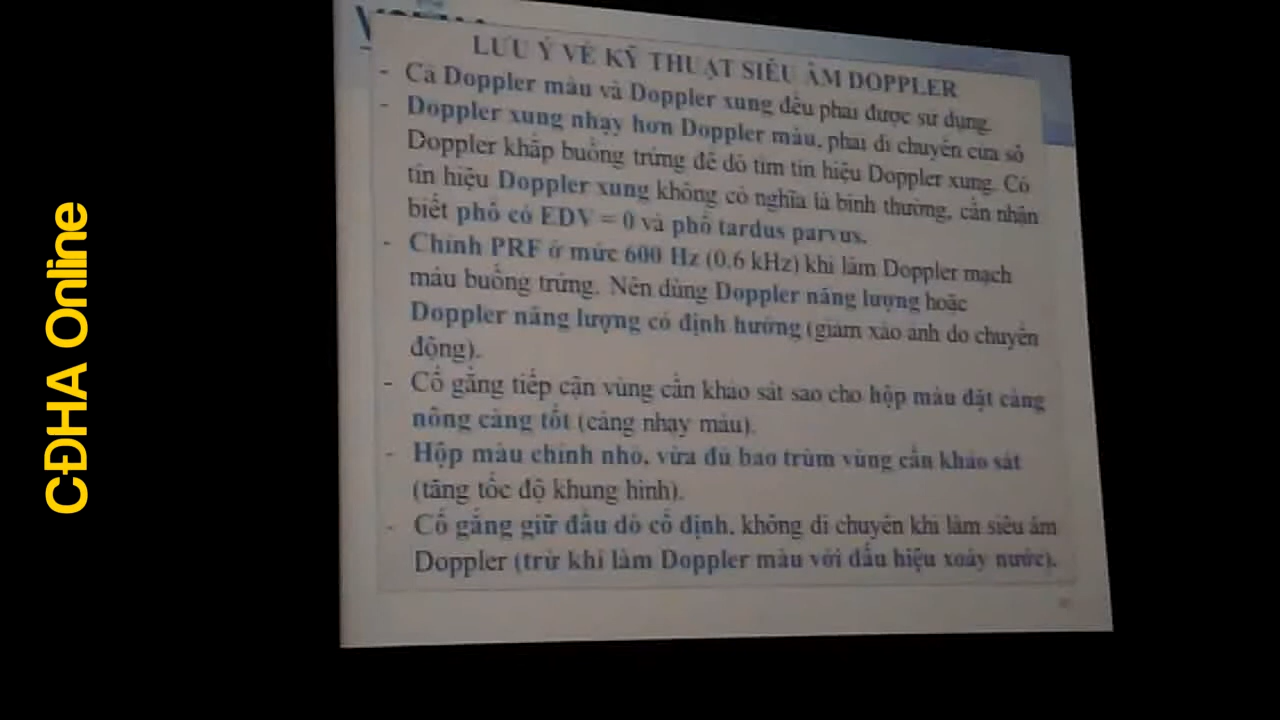 LƯU Ý VỀ KỸ THUẬT SIÊU ÂM DOPPLER
- Cả Doppler màu và Doppler xung đều phải được sử dụng.
- Doppler xung nhạy hơn Doppler màu, phải di chuyển cửa sổ
Doppler khắp buồng trứng để dò tìm tín hiệu Doppler xung. Có
tín hiệu Doppler xung không có nghĩa là bình thường, cần nhận
biết phổ có EDV = 0 và phổ tardus parvus.
- Chỉnh PRF ở mức 600 Hz (0,6 kHz) khi làm Doppler mạch
máu buồng trứng. Nên dùng Doppler năng lượng hoặc
Doppler năng lượng có định hướng (giảm xảo ảnh do chuyển
động).
- Cố gắng tiếp cận vùng cần khảo sát sao cho hộp màu đặt càng
nông càng tốt (càng nhạy màu).
- Hộp màu chỉnh nhỏ, vừa đủ bao trùm vùng cần khảo sát
(tăng tốc độ khung hình).
- Cố gắng giữ đầu dò cố định, không di chuyển khi làm siêu âm
Doppler (trừ khi làm Doppler màu với dấu hiệu xoáy nước).
CĐHA Online